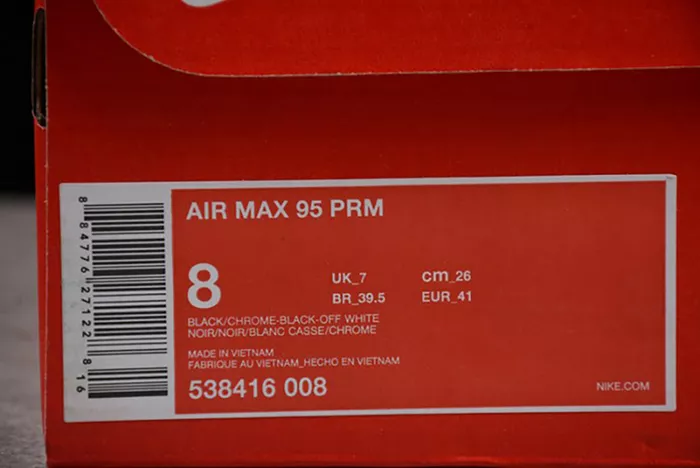 AIR MAX 95 PRM
8
UK_7 cm_26
BR_39.5 EUR_41
BLACK/CHROME-BLACK-OFF WHITE
NOIR/NOIR/BLANC CASSE/CHROME
MADE IN VIETNAM
FABRIQUE AU VIETNAM_HECHO EN VIETNAM
538416 008
NIKE.COM
8 84776 27122 8 16